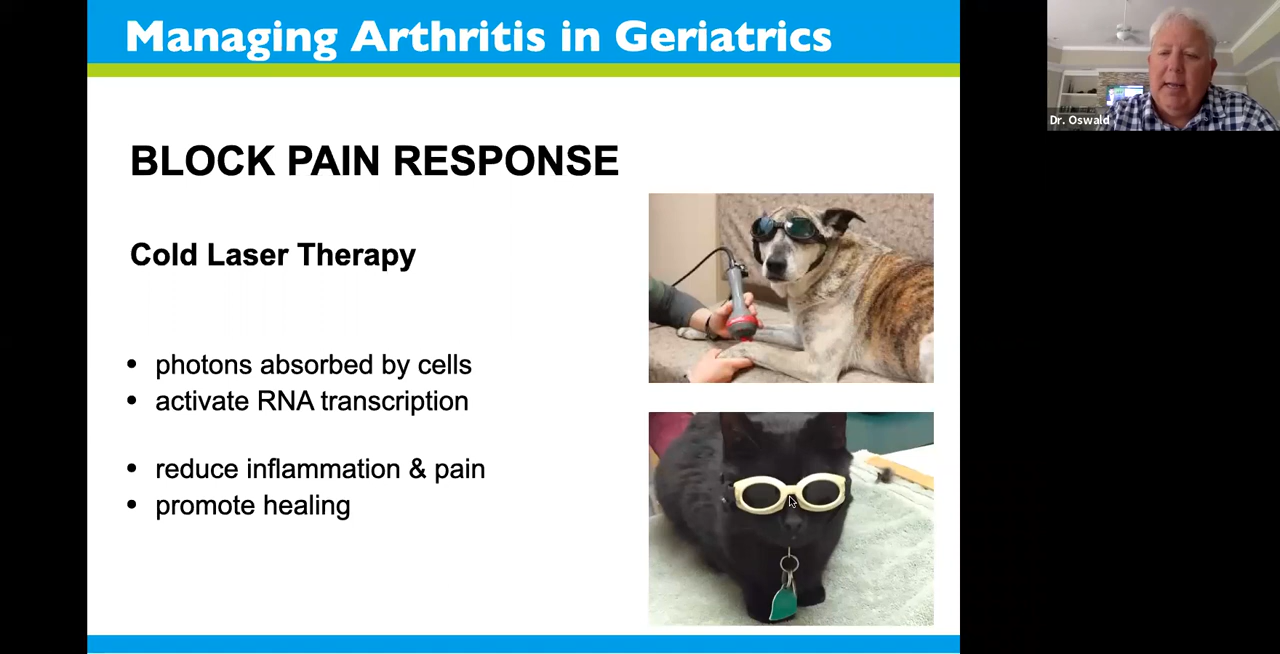 Managing Arthritis in Geriatrics
Dr. Oswald
BLOCK PAIN RESPONSE
Cold Laser Therapy
• photons absorbed by cells
• activate RNA transcription
• reduce inflammation & pain
• promote healing